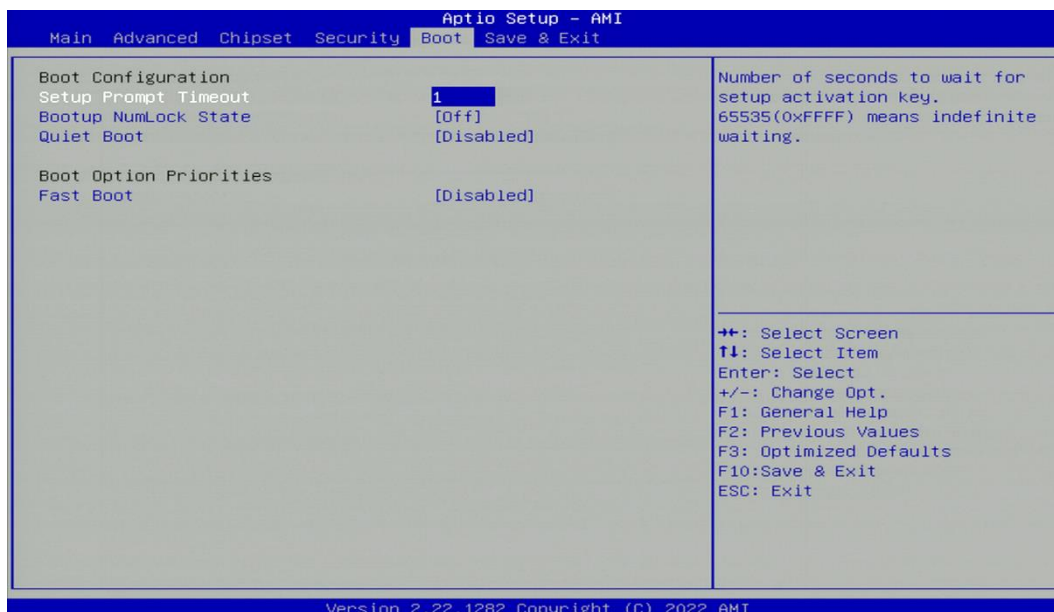 Aptio Setup - AMI
Main Advanced Chipset Security Boot Save & Exit
Boot Configuration
Setup Prompt Timeout 1
Bootup NumLock State [Off]
Quiet Boot [Disabled]
Boot Option Priorities
Fast Boot [Disabled]
Number of seconds to wait for
setup activation key.
65535(0xFFFF) means indefinite
waiting.
→←: Select Screen
↑↓: Select Item
Enter: Select
+/-: Change Opt.
F1: General Help
F2: Previous Values
F3: Optimized Defaults
F10:Save & Exit
ESC: Exit
Version 2.22.1282 Copyright (C) 2022 AMI